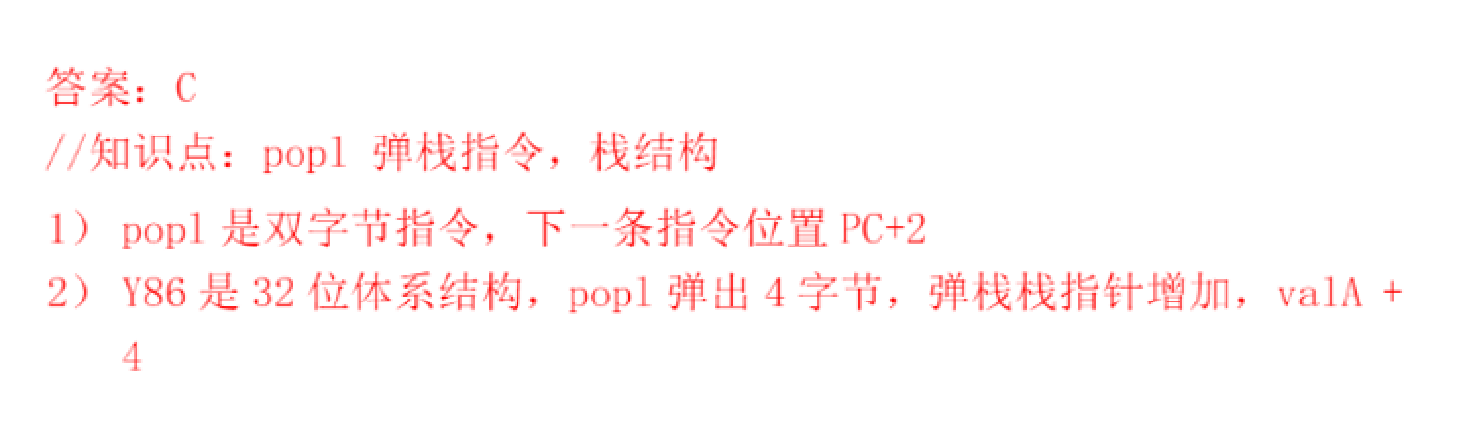 答案：C
//知识点：popl 弹栈指令，栈结构
1） popl 是双字节指令，下一条指令位置 PC+2
2） Y86 是 32 位体系结构，popl 弹出 4 字节，弹栈栈指针增加，valA +
4